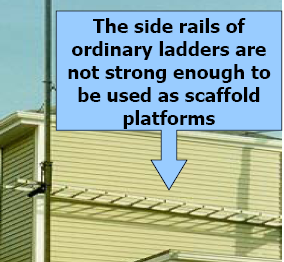 The side rails of
ordinary ladders are
not strong enough to
be used as scaffold
platforms